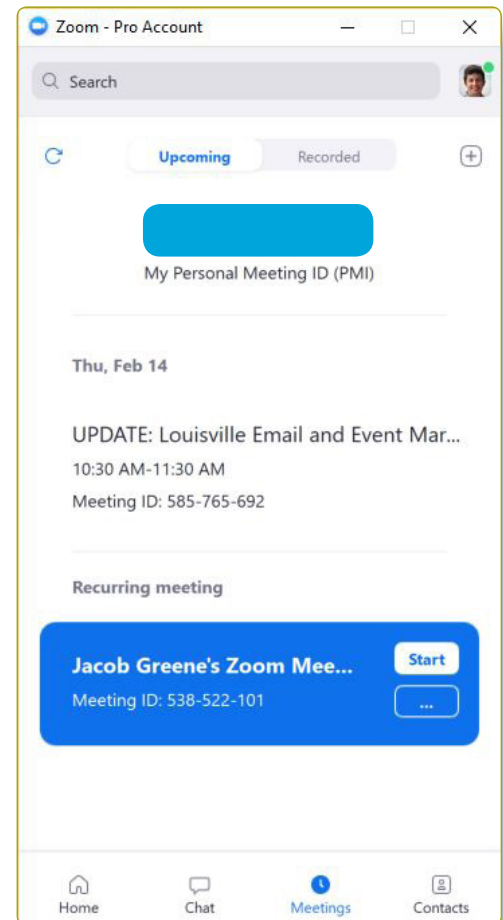 Zoom - Pro Account
Search
Upcoming Recorded
My Personal Meeting ID (PMI)
Thu, Feb 14
UPDATE: Louisville Email and Event Mar...
10:30 AM-11:30 AM
Meeting ID: 585-765-692
Recurring meeting
Jacob Greene's Zoom Mee... Start
Meeting ID: 538-522-101 ...
Home Chat Meetings Contacts